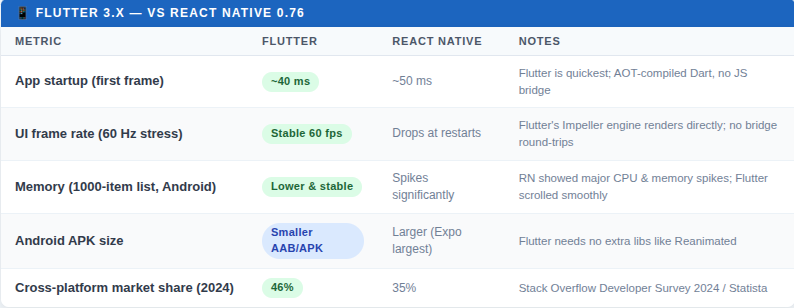 📱 FLUTTER 3.X — VS REACT NATIVE 0.76
METRIC FLUTTER REACT NATIVE NOTES
App startup (first frame) ~40 ms ~50 ms Flutter is quickest; AOT-compiled Dart, no JS
bridge
UI frame rate (60 Hz stress) Stable 60 fps Drops at restarts Flutter's Impeller engine renders directly; no bridge
round-trips
Memory (1000-item list, Android) Lower & stable Spikes
significantly RN showed major CPU & memory spikes; Flutter
scrolled smoothly
Android APK size Smaller
AAB/APK Larger (Expo
largest) Flutter needs no extra libs like Reanimated
Cross-platform market share (2024) 46% 35% Stack Overflow Developer Survey 2024 / Statista